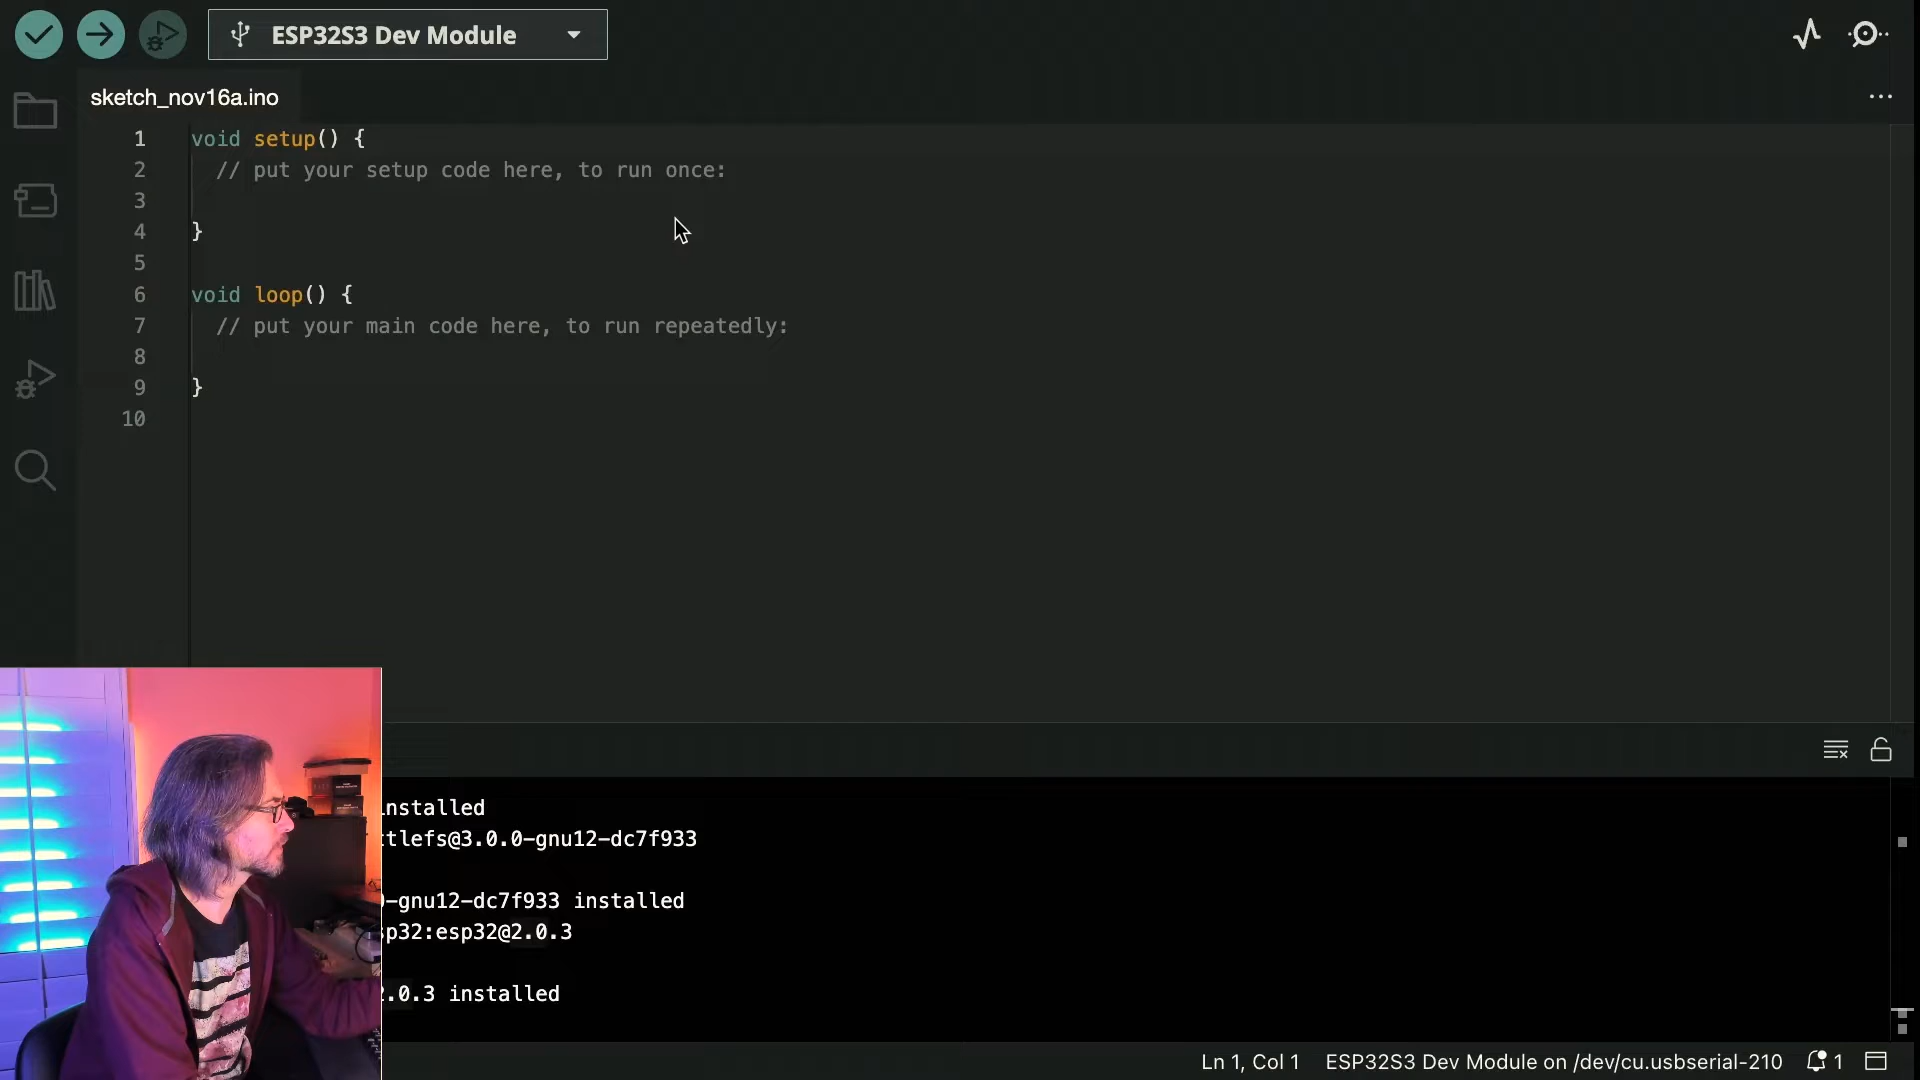 ESP32S3 Dev Module
sketch_nov16a.ino
1 void setup() {
2 // put your setup code here, to run once:
3
4 }
5
6 void loop() {
7 // put your main code here, to run repeatedly:
8
9 }
10
installed
tlefs@3.0.0-gnu12-dc7f933
-gnu12-dc7f933 installed
sp32:esp32@2.0.3
2.0.3 installed
Ln 1, Col 1 ESP32S3 Dev Module on /dev/cu.usbserial-210 1